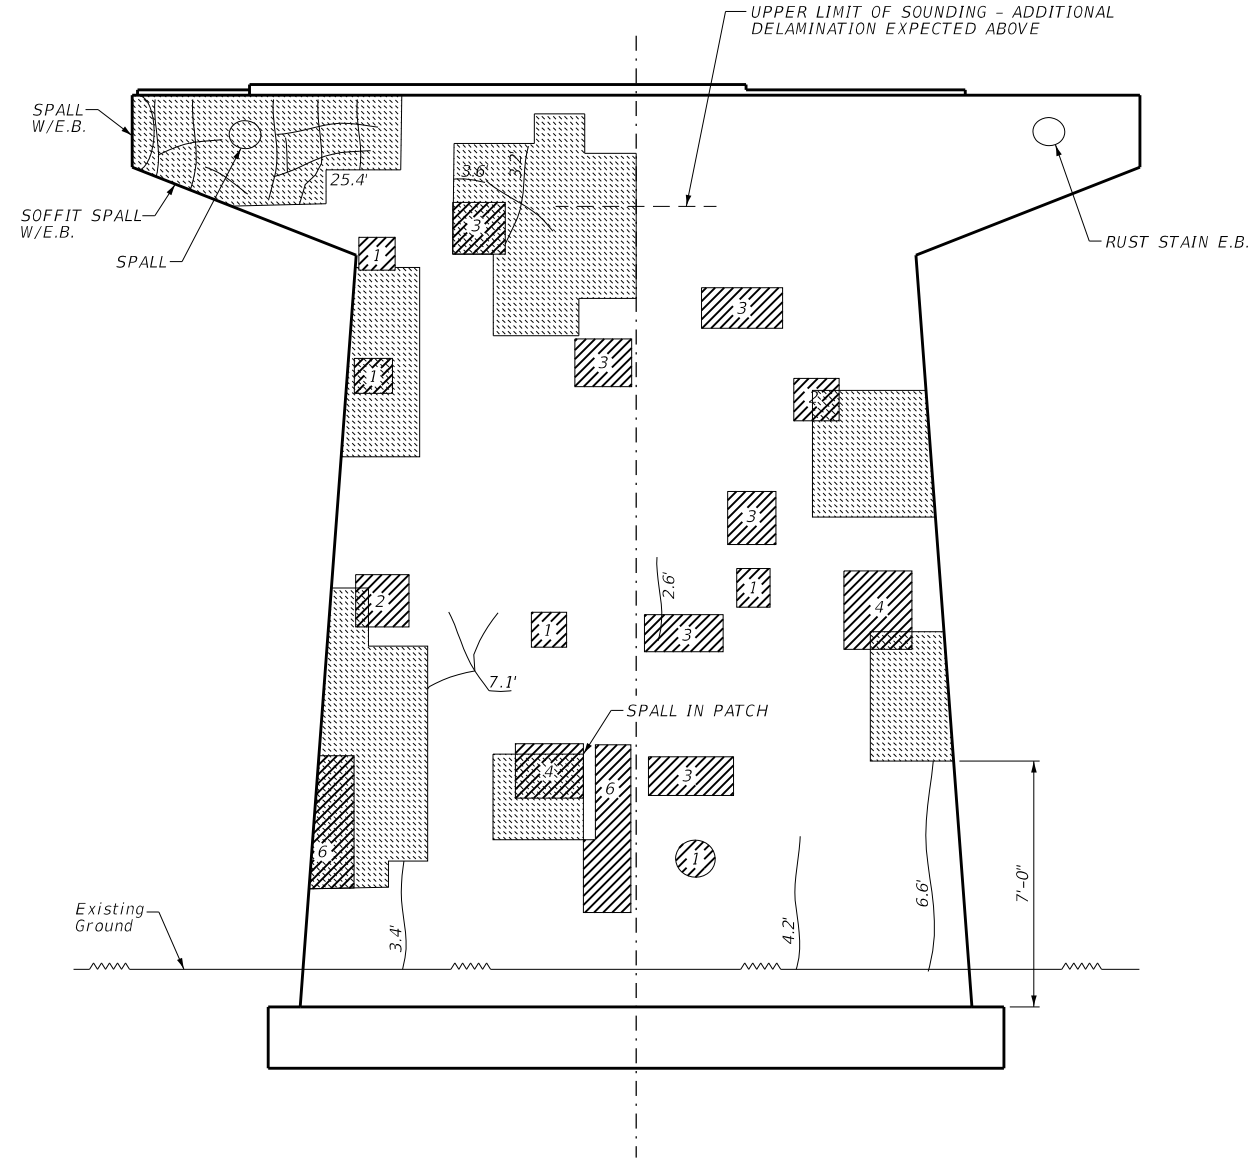 UPPER LIMIT OF SOUNDING - ADDITIONAL
DELAMINATION EXPECTED ABOVE
SPALL
W/E.B.
3.6'
3.2'
25.4'
SOFFIT SPALL
W/E.B.
3
SPALL
1
RUST STAIN E.B.
3
3
1
3
2
1
4
2.6'
1
3
7.1'
SPALL IN PATCH
4
6
3
6
1
Existing
Ground
3.4'
4.2'
6.6'
7'-0"